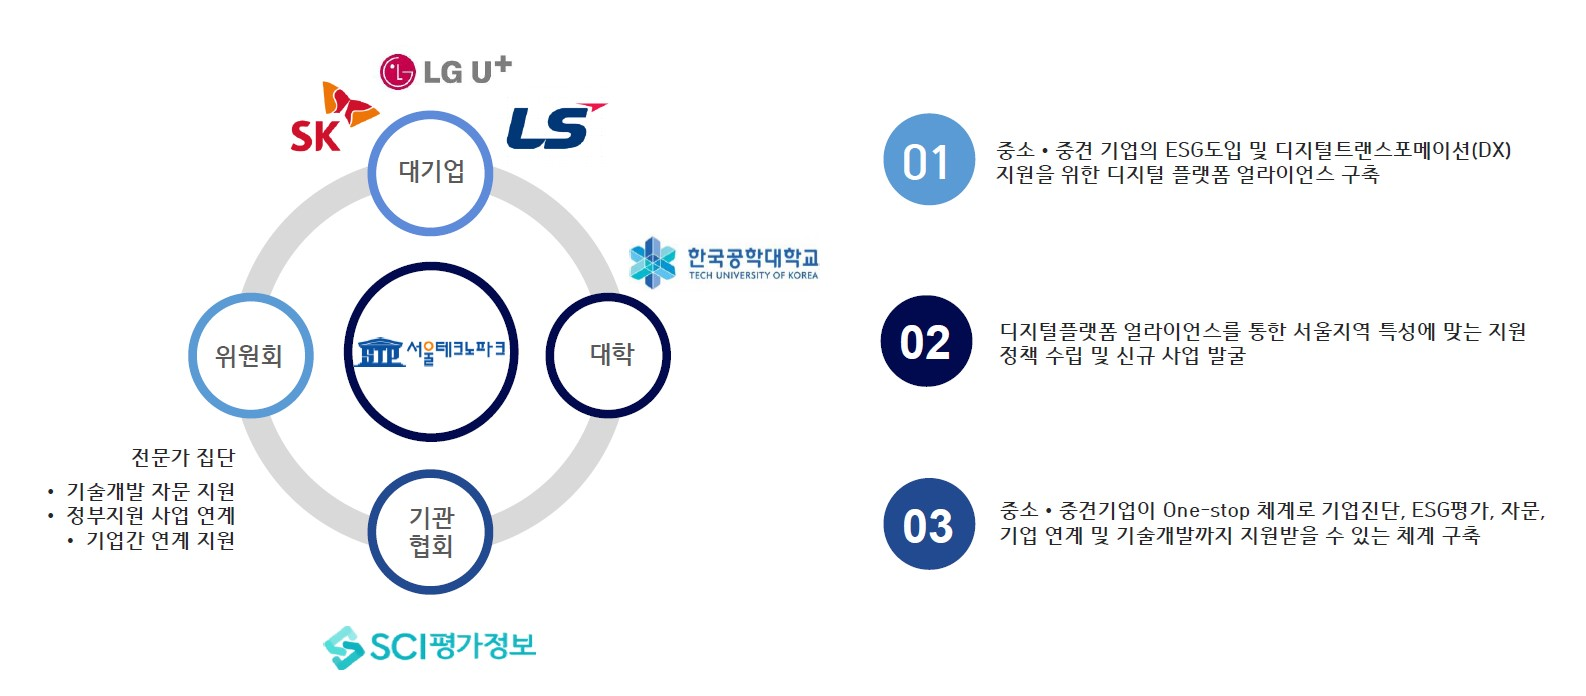 LG U+
SK
LS
대기업
한국공학대학교
TECH UNIVERSITY OF KOREA
위원회
STP 서울테크노파크
대학
전문가 집단
• 기술개발 자문 지원
• 정부지원 사업 연계
• 기업간 연계 지원
기관
협회
SCI평가정보
01
중소•중견 기업의 ESG도입 및 디지털트랜스포메이션(DX)
지원을 위한 디지털 플랫폼 얼라이언스 구축
02
디지털플랫폼 얼라이언스를 통한 서울지역 특성에 맞는 지원
정책 수립 및 신규 사업 발굴
03
중소•중견기업이 One-stop 체계로 기업진단, ESG평가, 자문,
기업 연계 및 기술개발까지 지원받을 수 있는 체계 구축